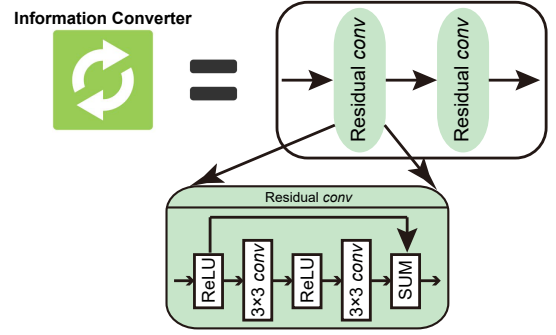 Information Converter
Residual conv
Residual conv
Residual conv
ReLU
3×3 conv
ReLU
3×3 conv
SUM